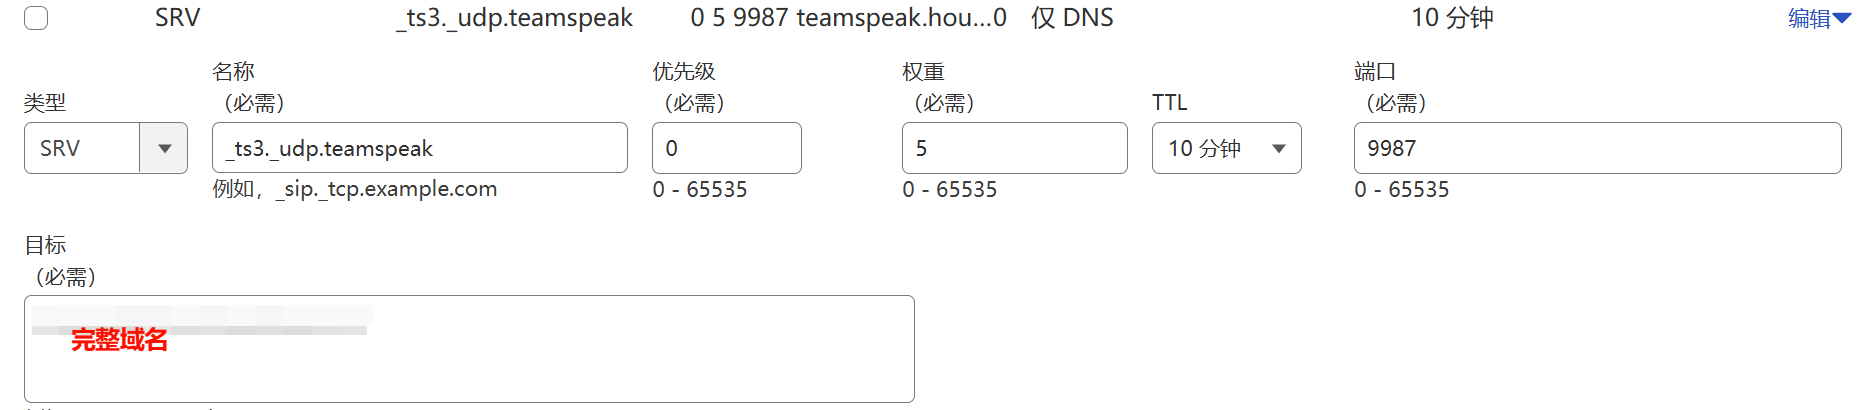 SRV _ts3._udp.teamspeak 0 5 9987 teamspeak.hou...0 仅 DNS 10 分钟 编辑
类型
名称
（必需）
优先级
（必需）
权重
（必需）
TTL
端口
（必需）
SRV _ts3._udp.teamspeak 0 5 10 分钟 9987
例如，_sip._tcp.example.com 0 - 65535 0 - 65535 0 - 65535
目标
（必需）
完整域名